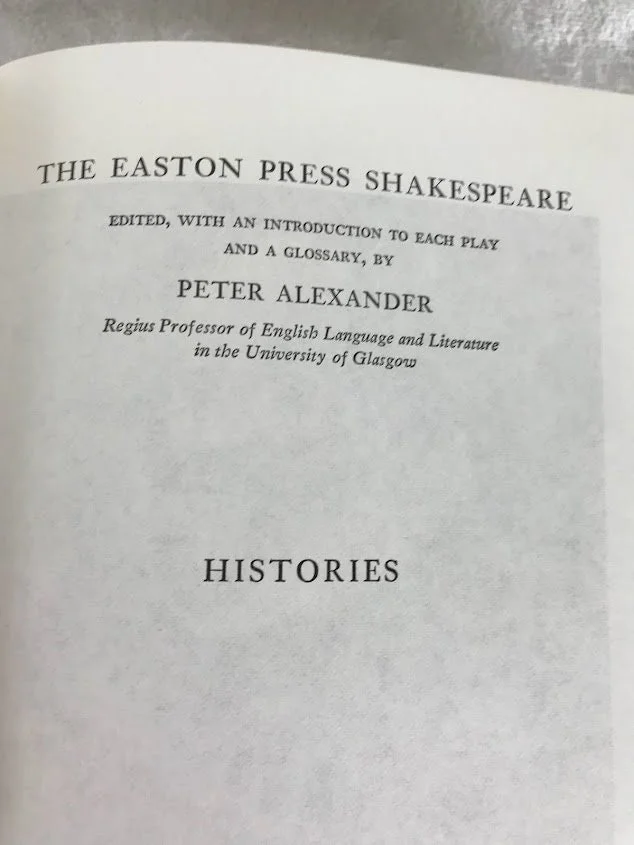 THE EASTON PRESS SHAKESPEARE
EDITED, WITH AN INTRODUCTION TO EACH PLAY
AND A GLOSSARY, BY
PETER ALEXANDER
Regius Professor of English Language and Literature
in the University of Glasgow
HISTORIES